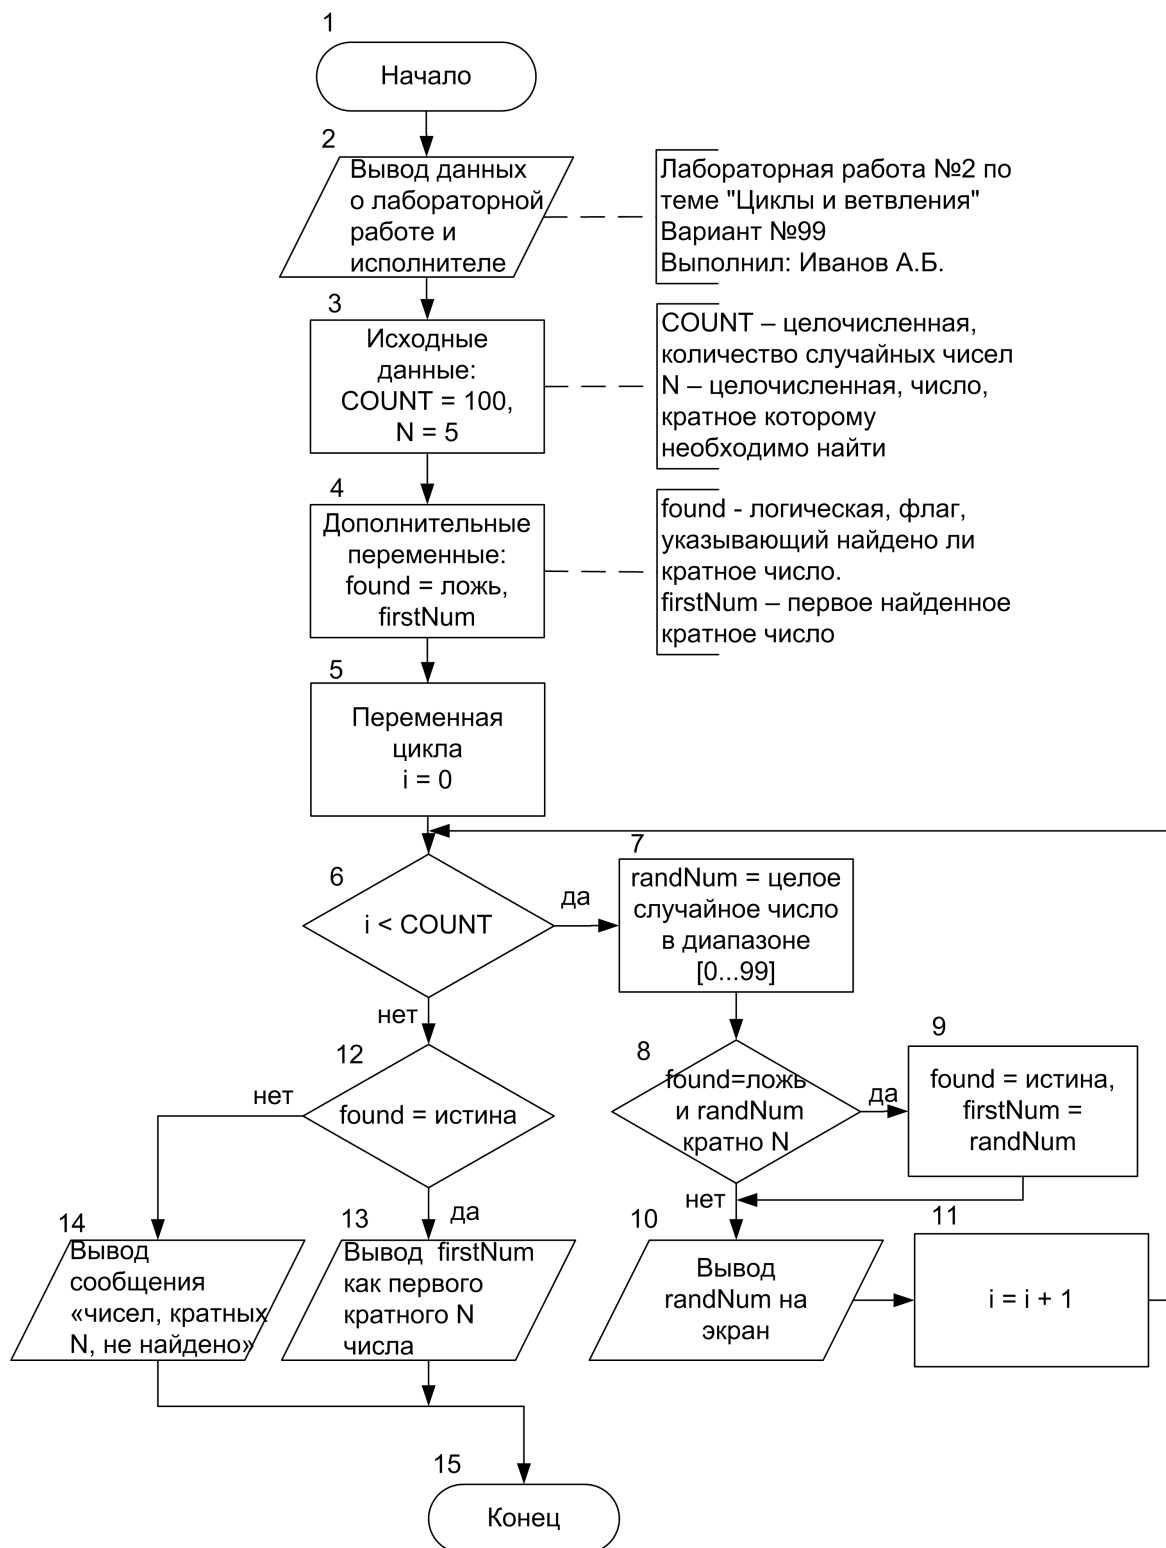 1
Начало
2
Вывод данных
о лабораторной
работе и
исполнителе
Лабораторная работа №2 по
теме "Циклы и ветвления"
Вариант №99
Выполнил: Иванов А.Б.
3
Исходные
данные:
COUNT = 100,
N = 5
COUNT – целочисленная,
количество случайных чисел
N – целочисленная, число,
кратное которому
необходимо найти
4
Дополнительные
переменные:
found = ложь,
firstNum
found - логическая, флаг,
указывающий найдено ли
кратное число.
firstNum – первое найденное
кратное число
5
Переменная
цикла
i = 0
6
i < COUNT
да
нет
7
randNum = целое
случайное число
в диапазоне
[0...99]
8
found=ложь
и randNum
кратно N
да
нет
9
found = истина,
firstNum =
randNum
10
Вывод
randNum на
экран
11
i = i + 1
12
found = истина
нет
да
14
Вывод
сообщения
«чисел, кратных
N, не найдено»
13
Вывод firstNum
как первого
кратного N
числа
15
Конец